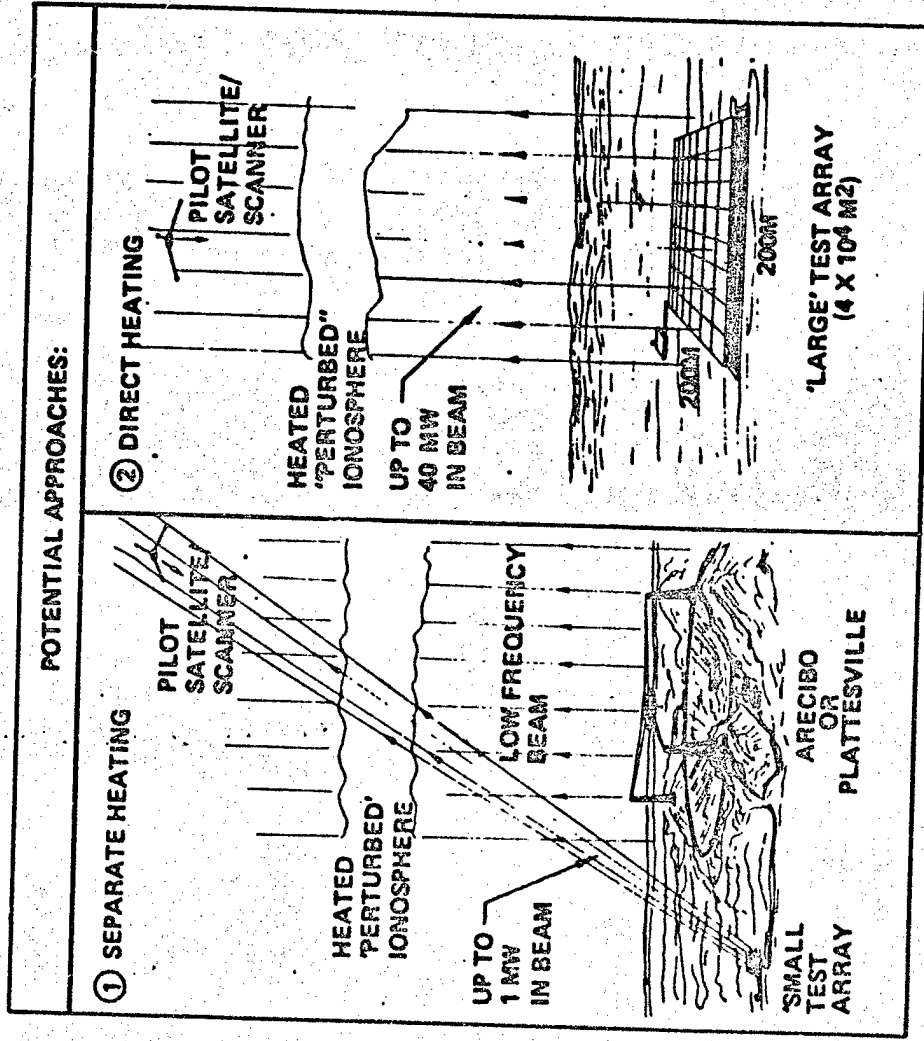 POTENTIAL APPROACHES:
① SEPARATE HEATING
PILOT
SATELLITE/
SCANNER
HEATED
'PERTURBED'
IONOSPHERE
UP TO
1 MW
IN BEAM
LOW FREQUENCY
BEAM
'SMALL
TEST
ARRAY
ARECIBO
OR
PLATTESVILLE
② DIRECT HEATING
PILOT
SATELLITE/
SCANNER
HEATED
"PERTURBED"
IONOSPHERE
UP TO
40 MW
IN BEAM
200M
200M
'LARGE' TEST ARRAY
(4 X 10⁴ M2)